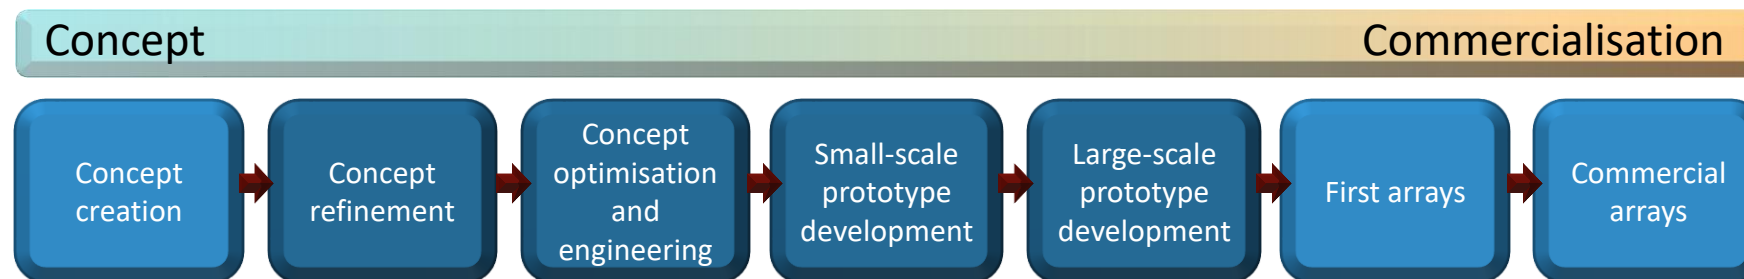 Concept
Commercialisation
Concept
creation
Concept
refinement
Concept
optimisation
and
engineering
Small-scale
prototype
development
Large-scale
prototype
development
First arrays
Commercial
arrays